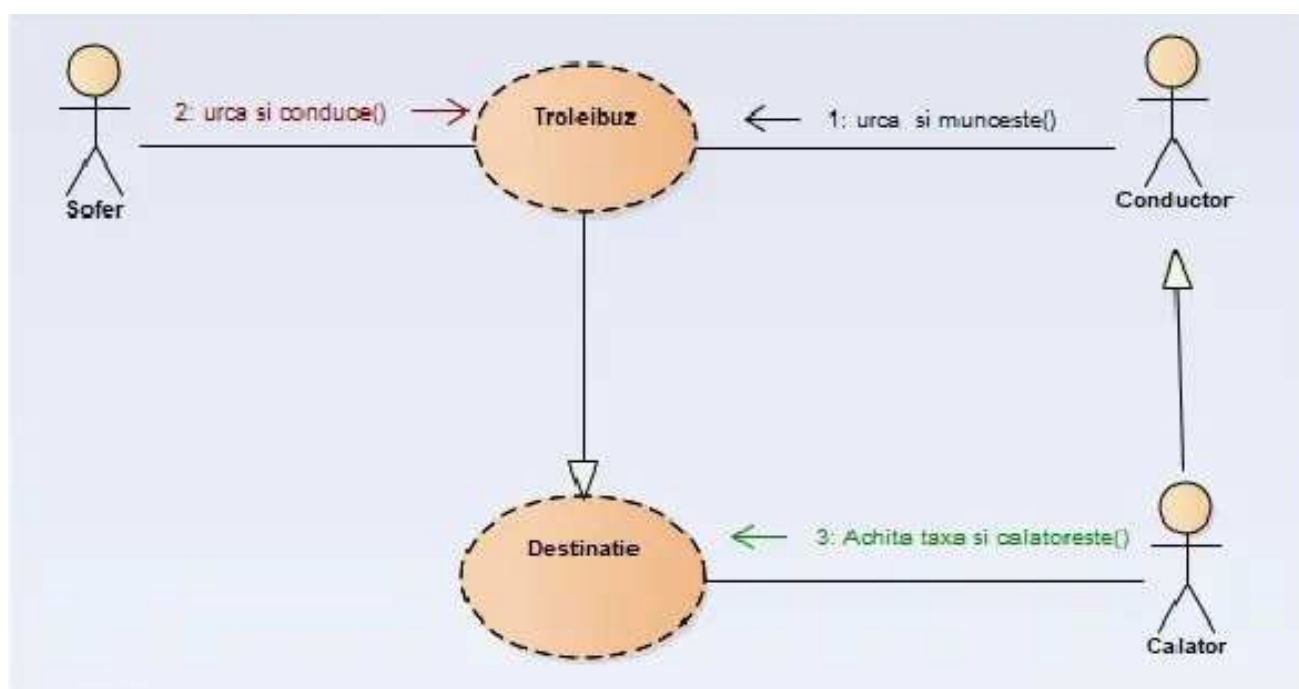 2: urca si conduce()
Troleibuz
1: urca si munceste()
Sofer
Conductor
Destinatie
3: Achita taxa si calatoreste()
Calator